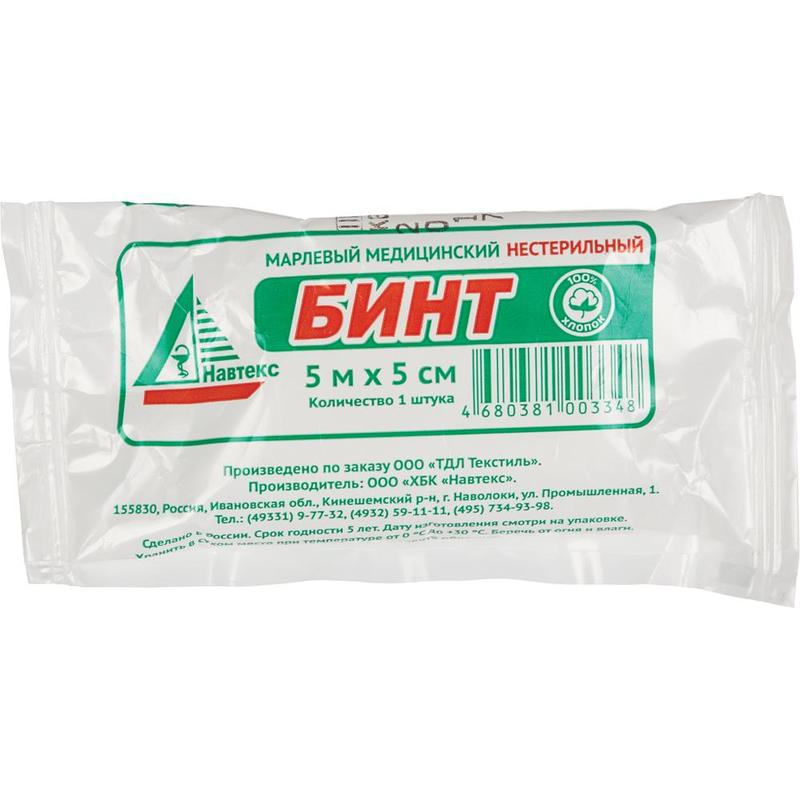 2017
МАРЛЕВЫЙ МЕДИЦИНСКИЙ НЕСТЕРИЛЬНЫЙ
БИНТ
100%
ХЛОПОК
Навтекс
5 м х 5 см
Количество 1 штука
4 680381 003348
Произведено по заказу ООО «ТДЛ Текстиль».
Производитель: ООО «ХБК «Навтекс».
155830, Россия, Ивановская обл., Кинешемский р-н, г. Наволоки, ул. Промышленная, 1.
Тел.: (49331) 9-77-32, (4932) 59-11-11, (495) 734-93-98.
Сделано в России. Срок годности 5 лет. Дату изготовления смотри на упаковке.
Хранить в сухом месте при температуре от 0 °С до +30 °С. Беречь от огня и влаги.